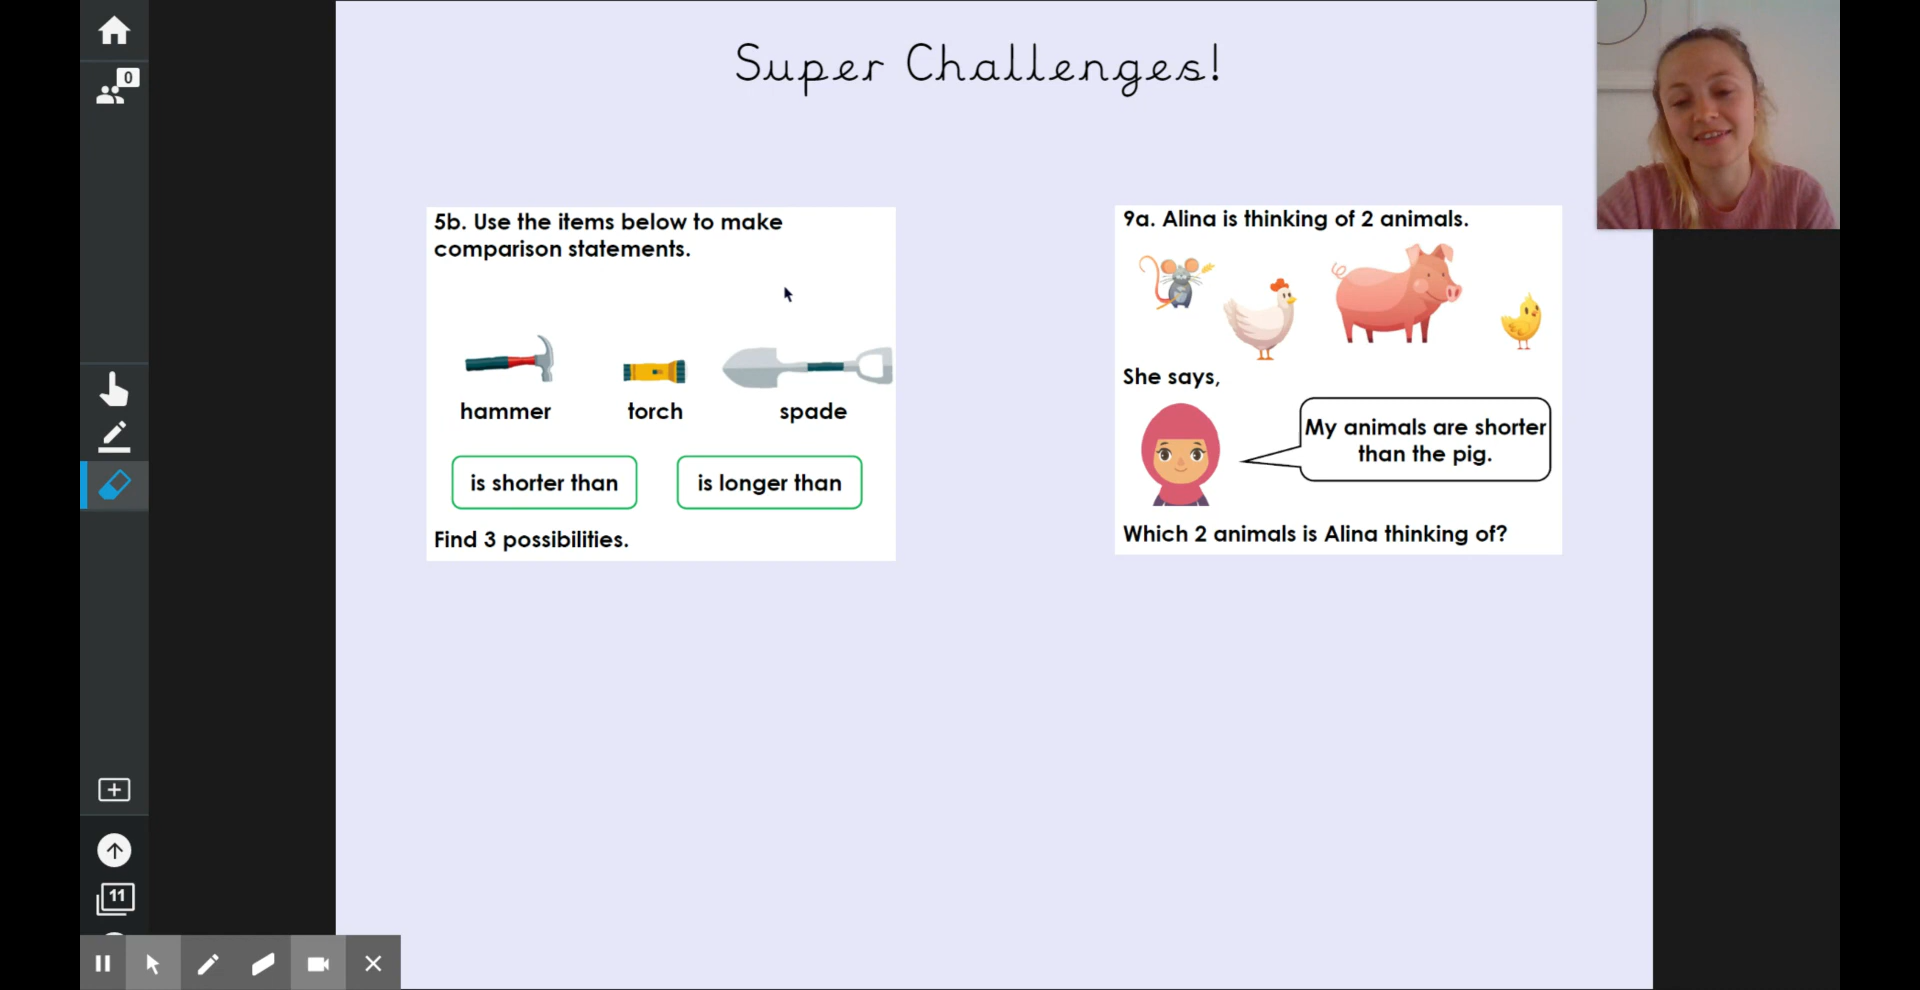 0
Super Challenges!
5b. Use the items below to make
comparison statements.
hammer torch spade
is shorter than is longer than
Find 3 possibilities.
9a. Alina is thinking of 2 animals.
She says,
My animals are shorter
than the pig.
Which 2 animals is Alina thinking of?
11